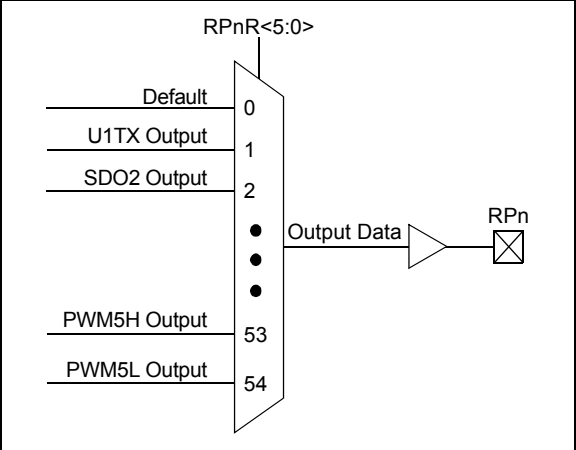 RPnR<5:0>
Default
0
U1TX Output
1
SDO2 Output
2
RPn
Output Data
PWM5H Output
53
PWM5L Output
54